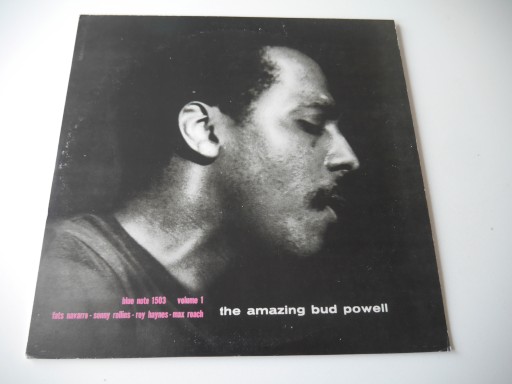 blue note 1503 volume 1
fats navarro - sonny rollins - roy haynes - max roach
the amazing bud powell